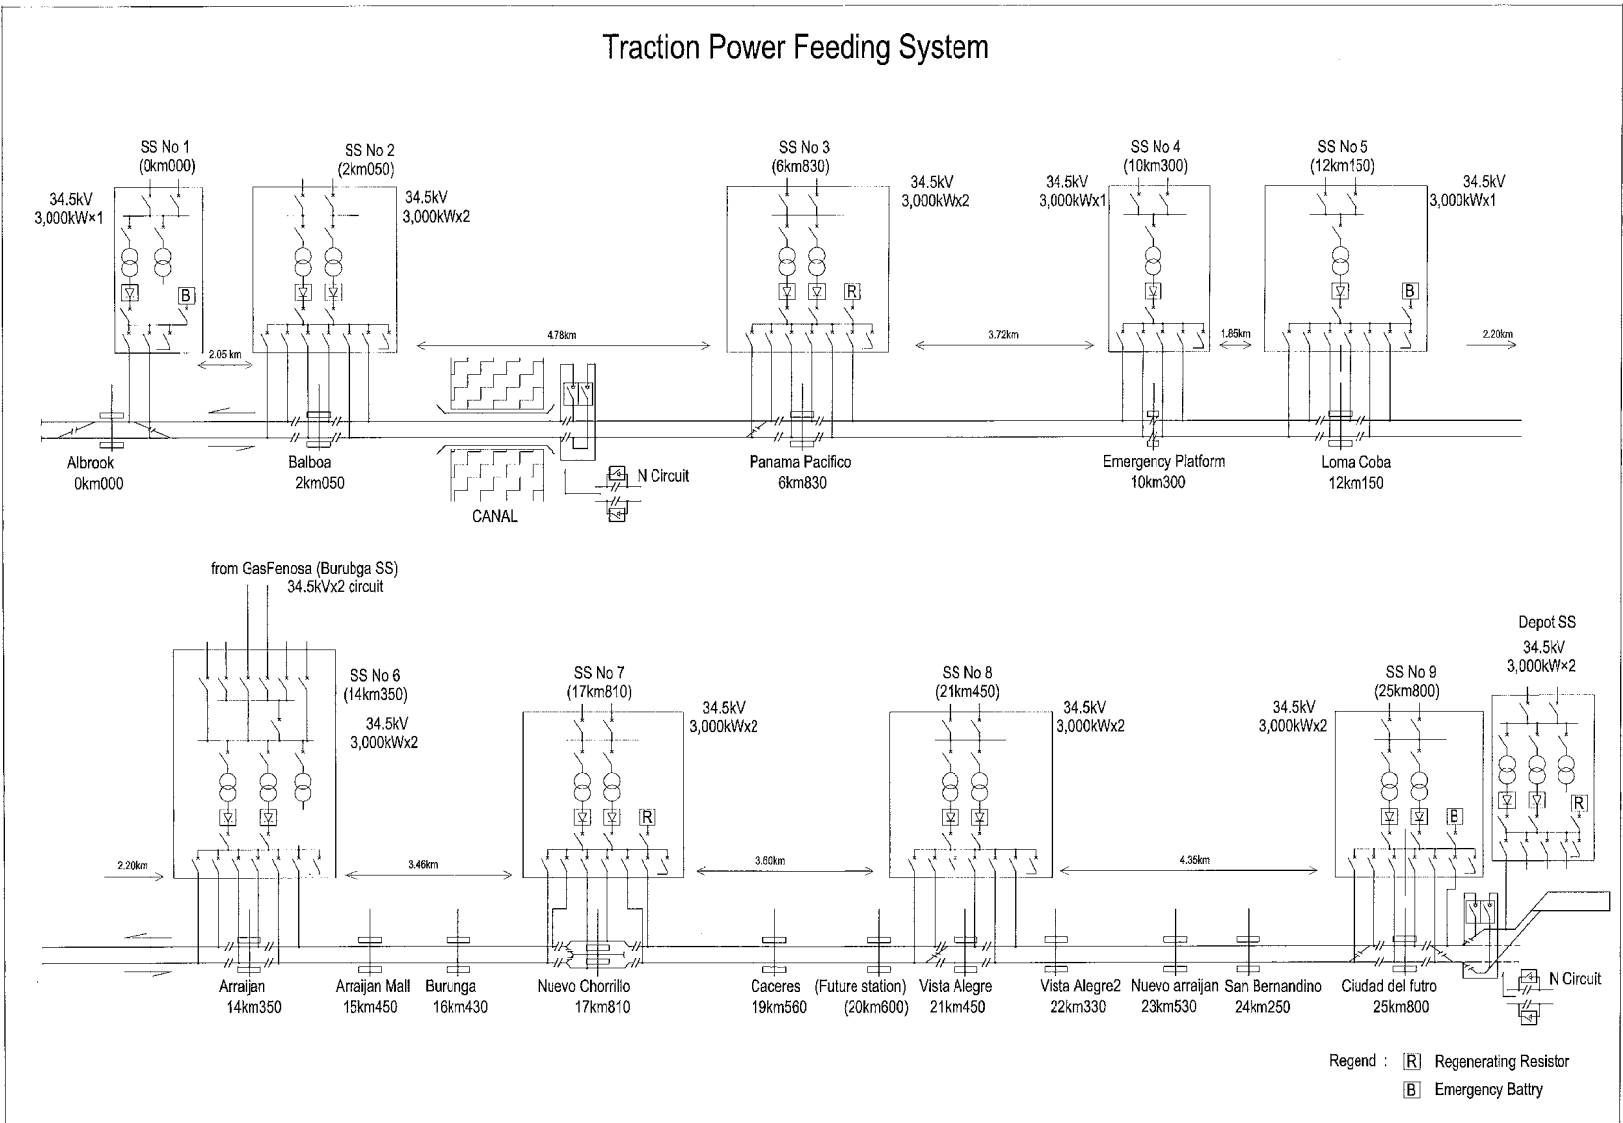 Traction Power Feeding System
SS No 1
(0km000)
34.5kV
3,000kW×1
B
SS No 2
(2km050)
34.5kV
3,000kWx2
SS No 3
(6km830)
34.5kV
3,000kWx2
R
SS No 4
(10km300)
34.5kV
3,000kWx1
SS No 5
(12km150)
34.5kV
3,000kWx1
B
2.05 km
4.78km
3.72km
1.85km
2.20km
Albrook
0km000
Balboa
2km050
CANAL
N Circuit
Panama Pacifico
6km830
Emergency Platform
10km300
Loma Coba
12km150
from GasFenosa (Burubga SS)
34.5kVx2 circuit
SS No 6
(14km350)
34.5kV
3,000kWx2
SS No 7
(17km810)
34.5kV
3,000kWx2
R
SS No 8
(21km450)
34.5kV
3,000kWx2
SS No 9
(25km800)
34.5kV
3,000kWx2
B
Depot SS
34.5kV
3,000kW×2
R
2.20km
3.46km
3.60km
4.35km
Arraijan
14km350
Arraijan Mall
15km450
Burunga
16km430
Nuevo Chorrillo
17km810
Caceres
19km560
(Future station)
(20km600)
Vista Alegre
21km450
Vista Alegre2
22km330
Nuevo arraijan
23km530
San Bernandino
24km250
Ciudad del futro
25km800
N Circuit
Regend : R Regenerating Resistor
B Emergency Battry